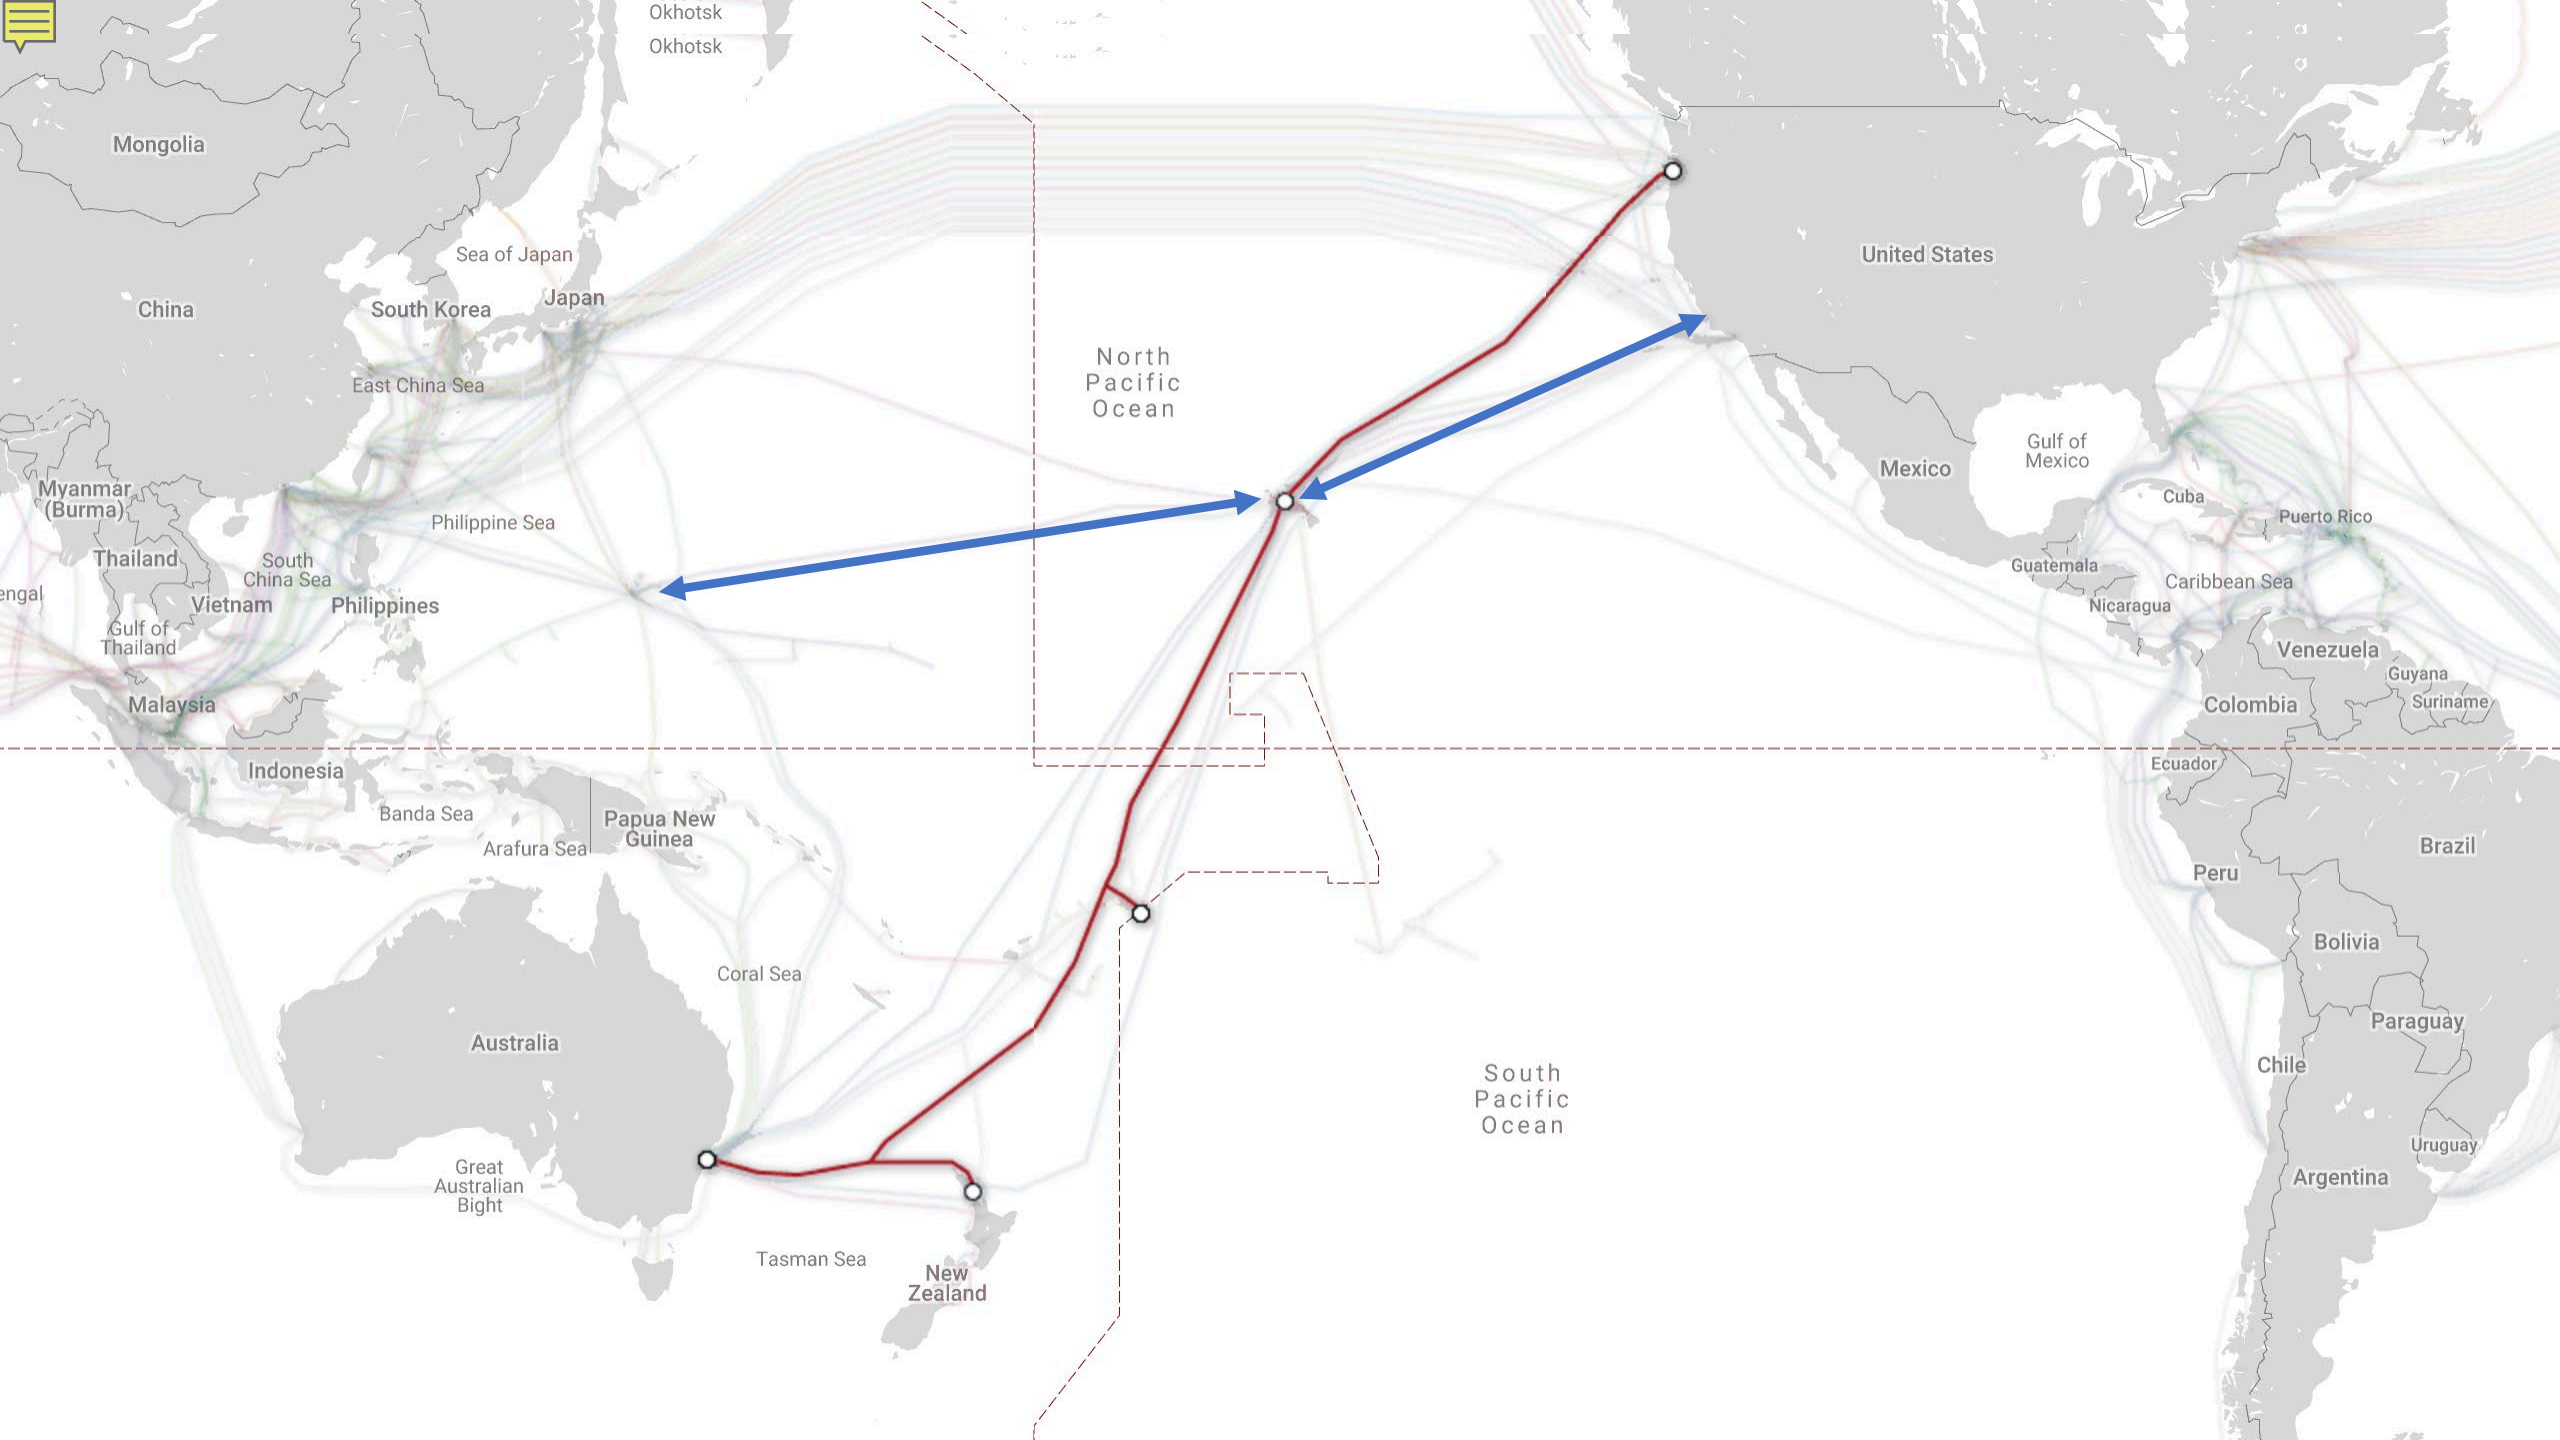 Okhotsk
Okhotsk
Mongolia
Sea of Japan
United States
China
South Korea
Japan
North
Pacific
Ocean
East China Sea
Gulf of
Mexico
Mexico
Myanmar
(Burma)
Cuba
Puerto Rico
Philippine Sea
Thailand
South
China Sea
Guatemala
Caribbean Sea
engal
Vietnam
Philippines
Nicaragua
Gulf of
Thailand
Venezuela
Guyana
Malaysia
Colombia
Suriname
Indonesia
Ecuador
Banda Sea
Papua New
Guinea
Arafura Sea
Brazil
Peru
Bolivia
Coral Sea
Australia
Paraguay
South
Pacific
Ocean
Chile
Uruguay
Great
Australian
Bight
Argentina
Tasman Sea
New
Zealand